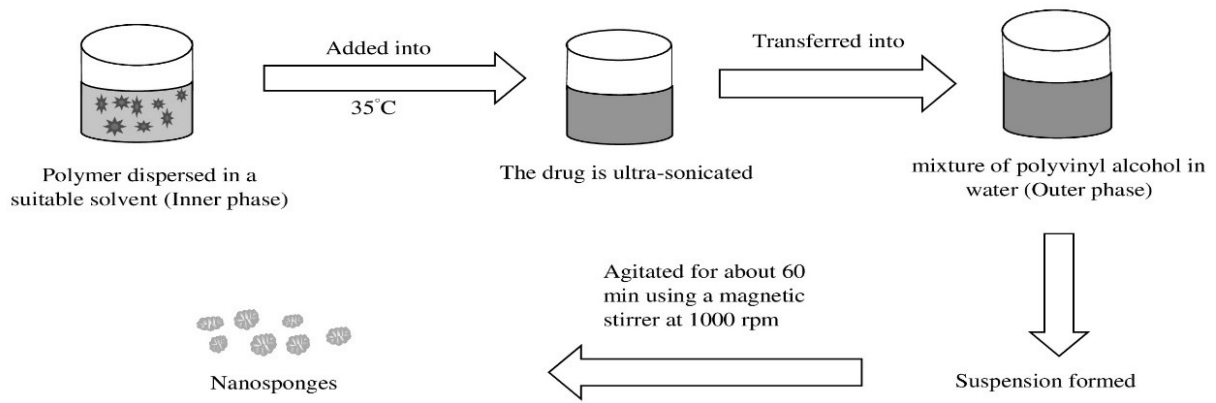 Added into
35°C
Transferred into
Polymer dispersed in a
suitable solvent (Inner phase)
The drug is ultra-sonicated
mixture of polyvinyl alcohol in
water (Outer phase)
Agitated for about 60
min using a magnetic
stirrer at 1000 rpm
Nanosponges
Suspension formed